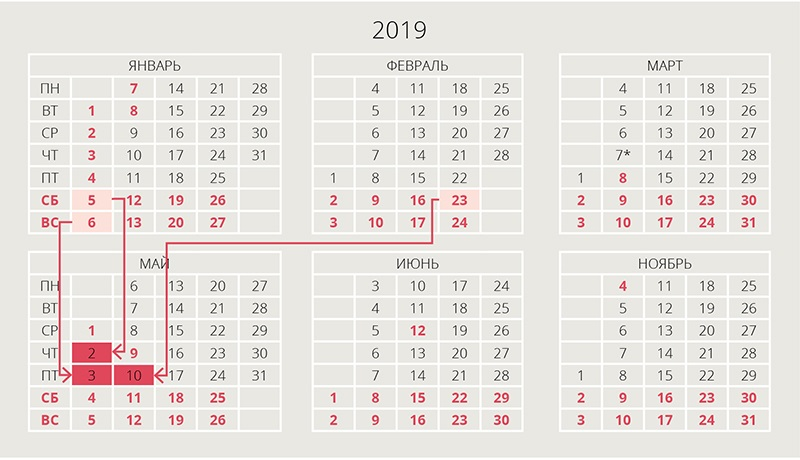 2019
ЯНВАРЬ
ПН 7 14 21 28
ВТ 1 8 15 22 29
СР 2 9 16 23 30
ЧТ 3 10 17 24 31
ПТ 4 11 18 25
СБ 5 12 19 26
ВС 6 13 20 27
ФЕВРАЛЬ
4 11 18 25
5 12 19 26
6 13 20 27
7 14 21 28
1 8 15 22
2 9 16 23
3 10 17 24
МАРТ
4 11 18 25
5 12 19 26
6 13 20 27
7* 14 21 28
1 8 15 22 29
2 9 16 23 30
3 10 17 24 31
МАЙ
ПН 6 13 20 27
ВТ 7 14 21 28
СР 1 8 15 22 29
ЧТ 2 9 16 23 30
ПТ 3 10 17 24 31
СБ 4 11 18 25
ВС 5 12 19 26
ИЮНЬ
3 10 17 24
4 11 18 25
5 12 19 26
6 13 20 27
7 14 21 28
1 8 15 22 29
2 9 16 23 30
НОЯБРЬ
4 11 18 25
5 12 19 26
6 13 20 27
7 14 21 28
1 8 15 22 29
2 9 16 23 30
3 10 17 24 31